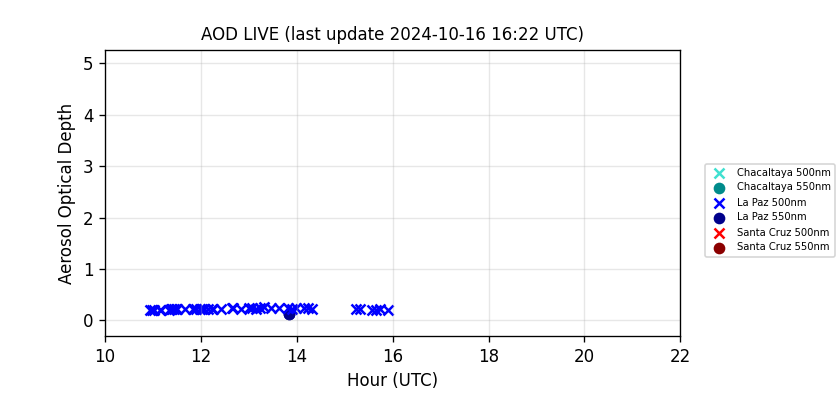 AOD LIVE (last update 2024-10-16 16:22 UTC)
5
4
3
2
1
0
Aerosol Optical Depth
10 12 14 16 18 20 22
Hour (UTC)
Chacaltaya 500nm
Chacaltaya 550nm
La Paz 500nm
La Paz 550nm
Santa Cruz 500nm
Santa Cruz 550nm